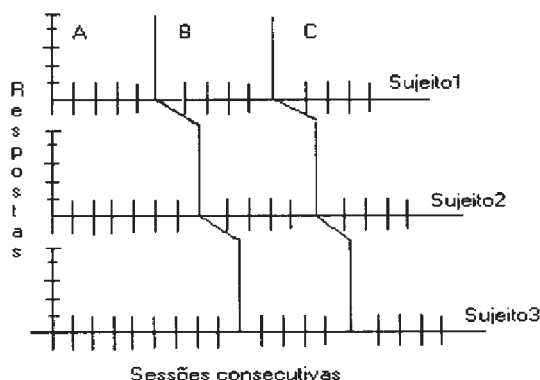 A B C
Sujeito1
Respostas
Sujeito2
Sujeito3
Sessões consecutivas